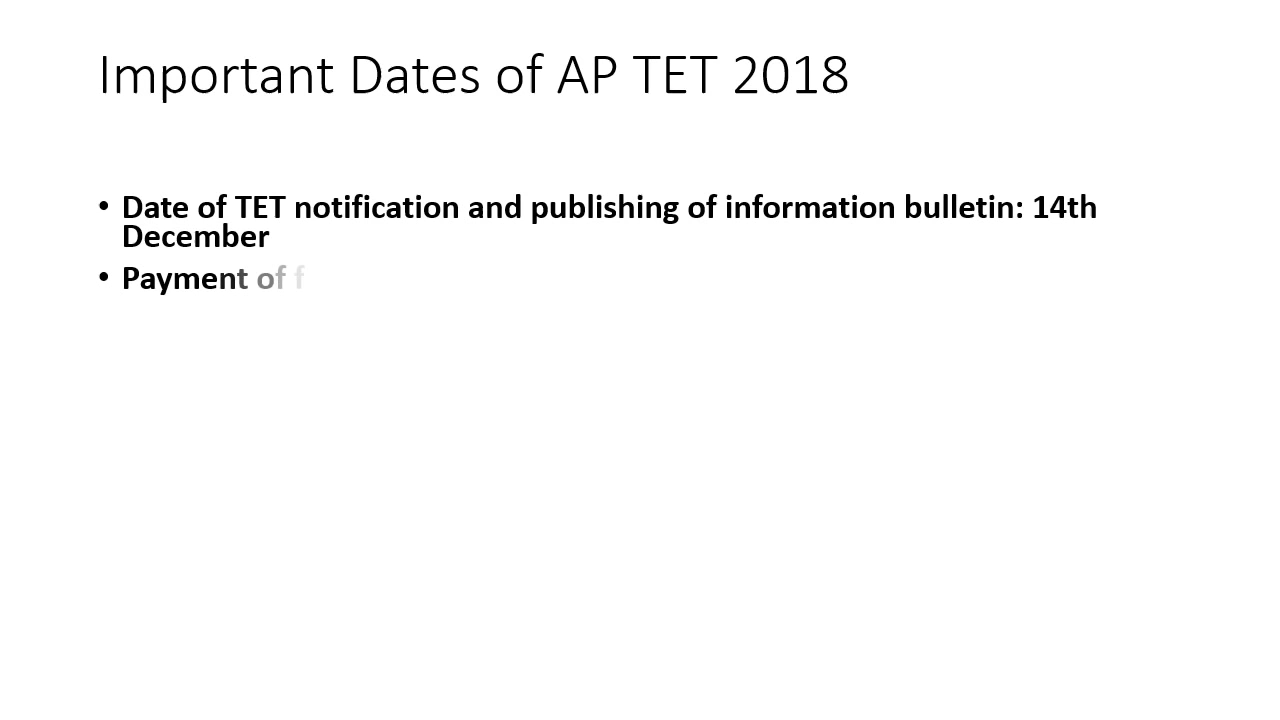 Important Dates of AP TET 2018
• Date of TET notification and publishing of information bulletin: 14th
December
• Payment of f